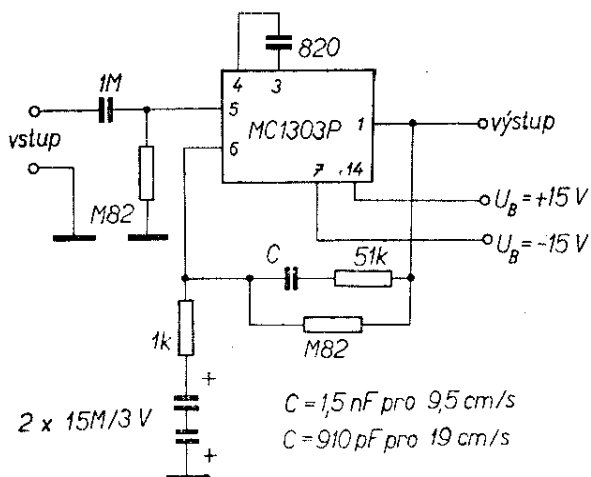 820
4
3
1M
5
MC1303P
1
výstup
vstup
6
7
14
M82
U_B = +15 V
U_B = -15 V
C
51k
1k
M82
+
2 x 15M/3 V
+
C = 1,5 nF pro 9,5 cm/s
C = 910 pF pro 19 cm/s